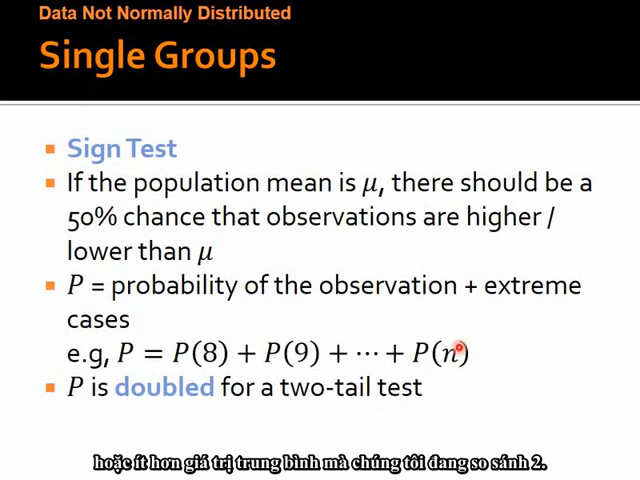 Data Not Normally Distributed
Single Groups
Sign Test
If the population mean is μ, there should be a
50% chance that observations are higher /
lower than μ
P = probability of the observation + extreme
cases
e.g, P = P(8) + P(9) + ⋯ + P(n)
P is doubled for a two-tail test
hoặc ít hơn giá trị trung bình mà chúng tôi đang so sánh 2.